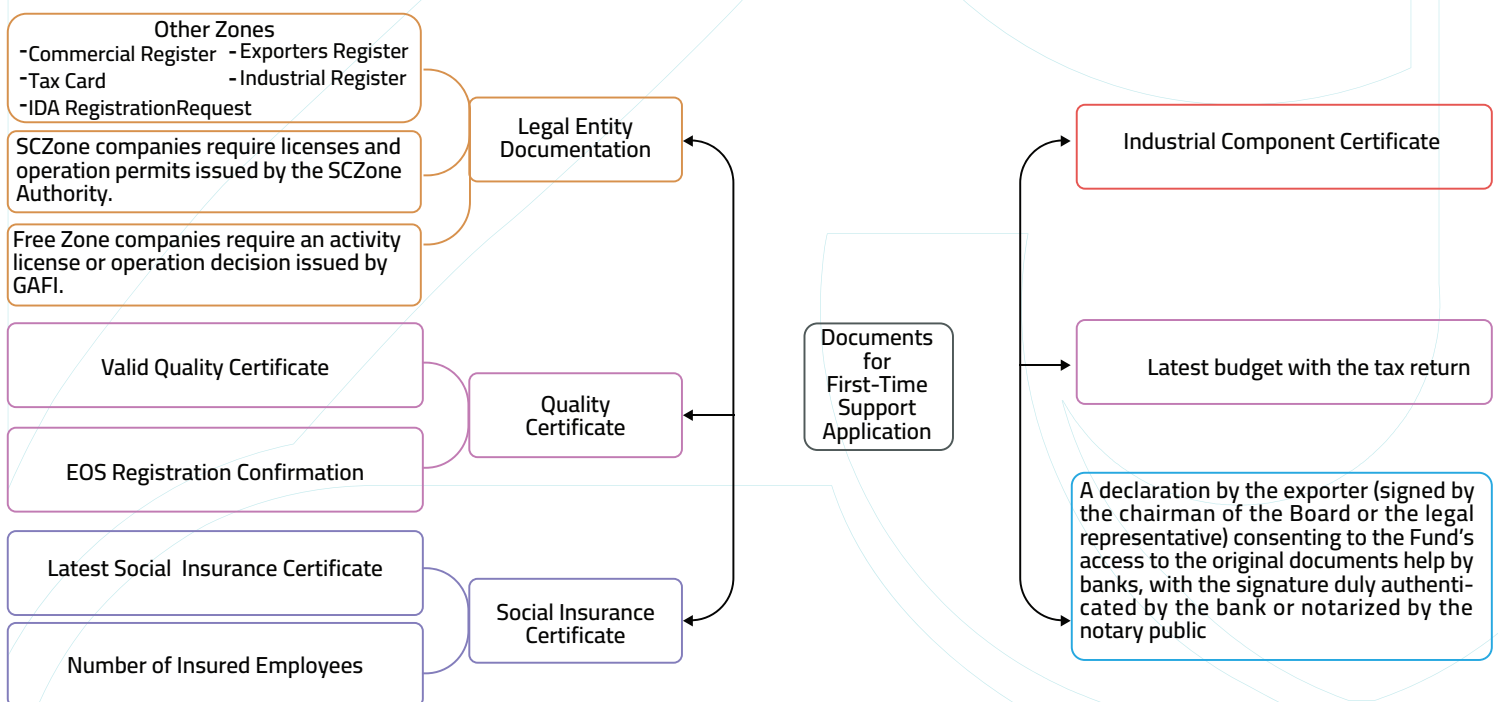 Other Zones
-Commercial Register
-Exporters Register
-Tax Card
-Industrial Register
-IDA RegistrationRequest
SCZone companies require licenses and
operation permits issued by the SCZone
Authority.
Free Zone companies require an activity
license or operation decision issued by
GAFI.
Legal Entity
Documentation
Valid Quality Certificate
EOS Registration Confirmation
Quality
Certificate
Latest Social  Insurance Certificate
Number of Insured Employees
Social Insurance
Certificate
Documents
for
First-Time
Support
Application
Industrial Component Certificate
Latest budget with the tax return
A declaration by the exporter (signed by
the chairman of the Board or the legal
representative) consenting to the Fund's
access to the original documents help by
banks, with the signature duly authenti-
cated by the bank or notarized by the
notary public